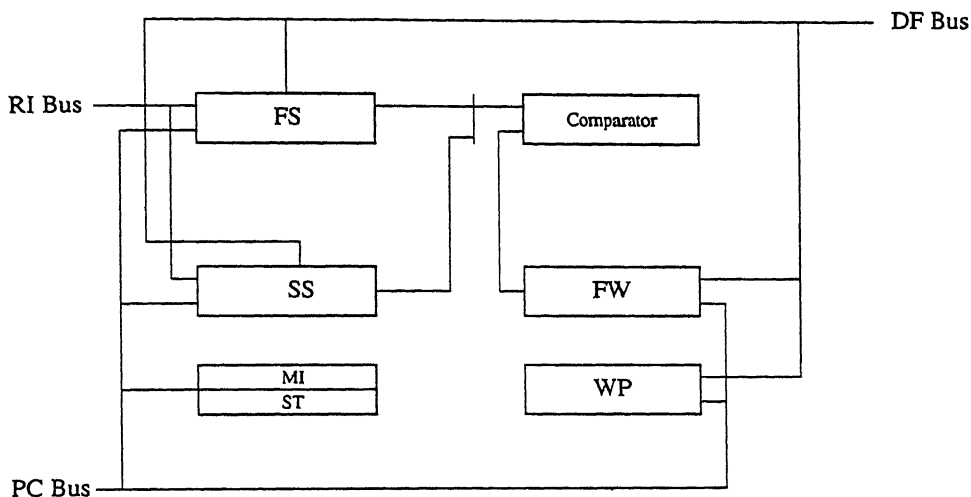 DF Bus
RI Bus
FS
Comparator
SS
FW
MI
ST
WP
PC Bus